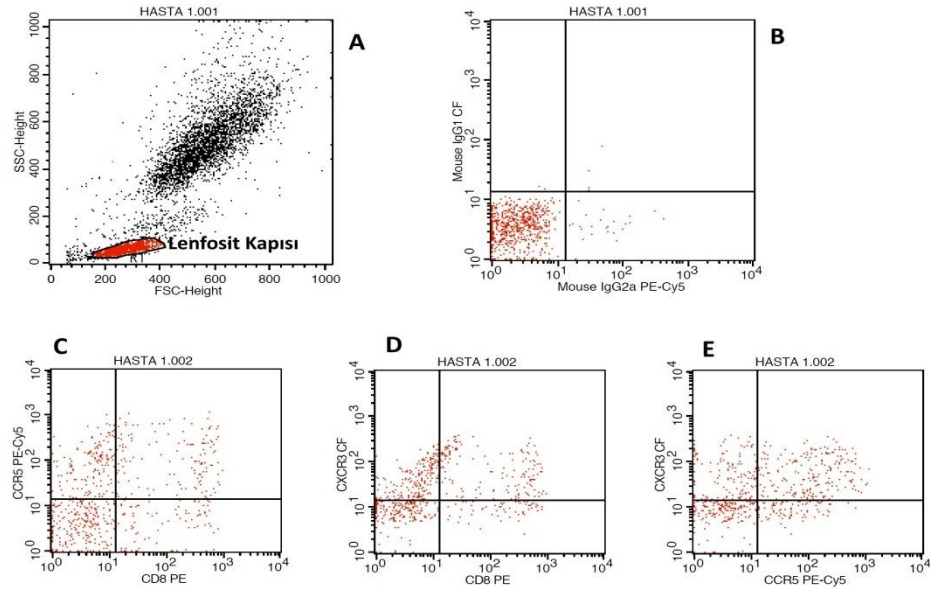 HASTA 1.001
A
SSC-Height
1000
800
600
400
200
0
Lenfosit Kapısı
R1
0 200 400 600 800 1000
FSC-Height
HASTA 1.001
B
Mouse IgG1 CF
10^4
10^3
10^2
10^1
10^0
10^0 10^1 10^2 10^3 10^4
Mouse IgG2a PE-Cy5
C
HASTA 1.002
CCR5 PE-Cy5
10^4
10^3
10^2
10^1
10^0
10^0 10^1 10^2 10^3 10^4
CD8 PE
D
HASTA 1.002
CXCR3 CF
10^4
10^3
10^2
10^1
10^0
10^0 10^1 10^2 10^3 10^4
CD8 PE
E
HASTA 1.002
CXCR3 CF
10^4
10^3
10^2
10^1
10^0
10^0 10^1 10^2 10^3 10^4
CCR5 PE-Cy5